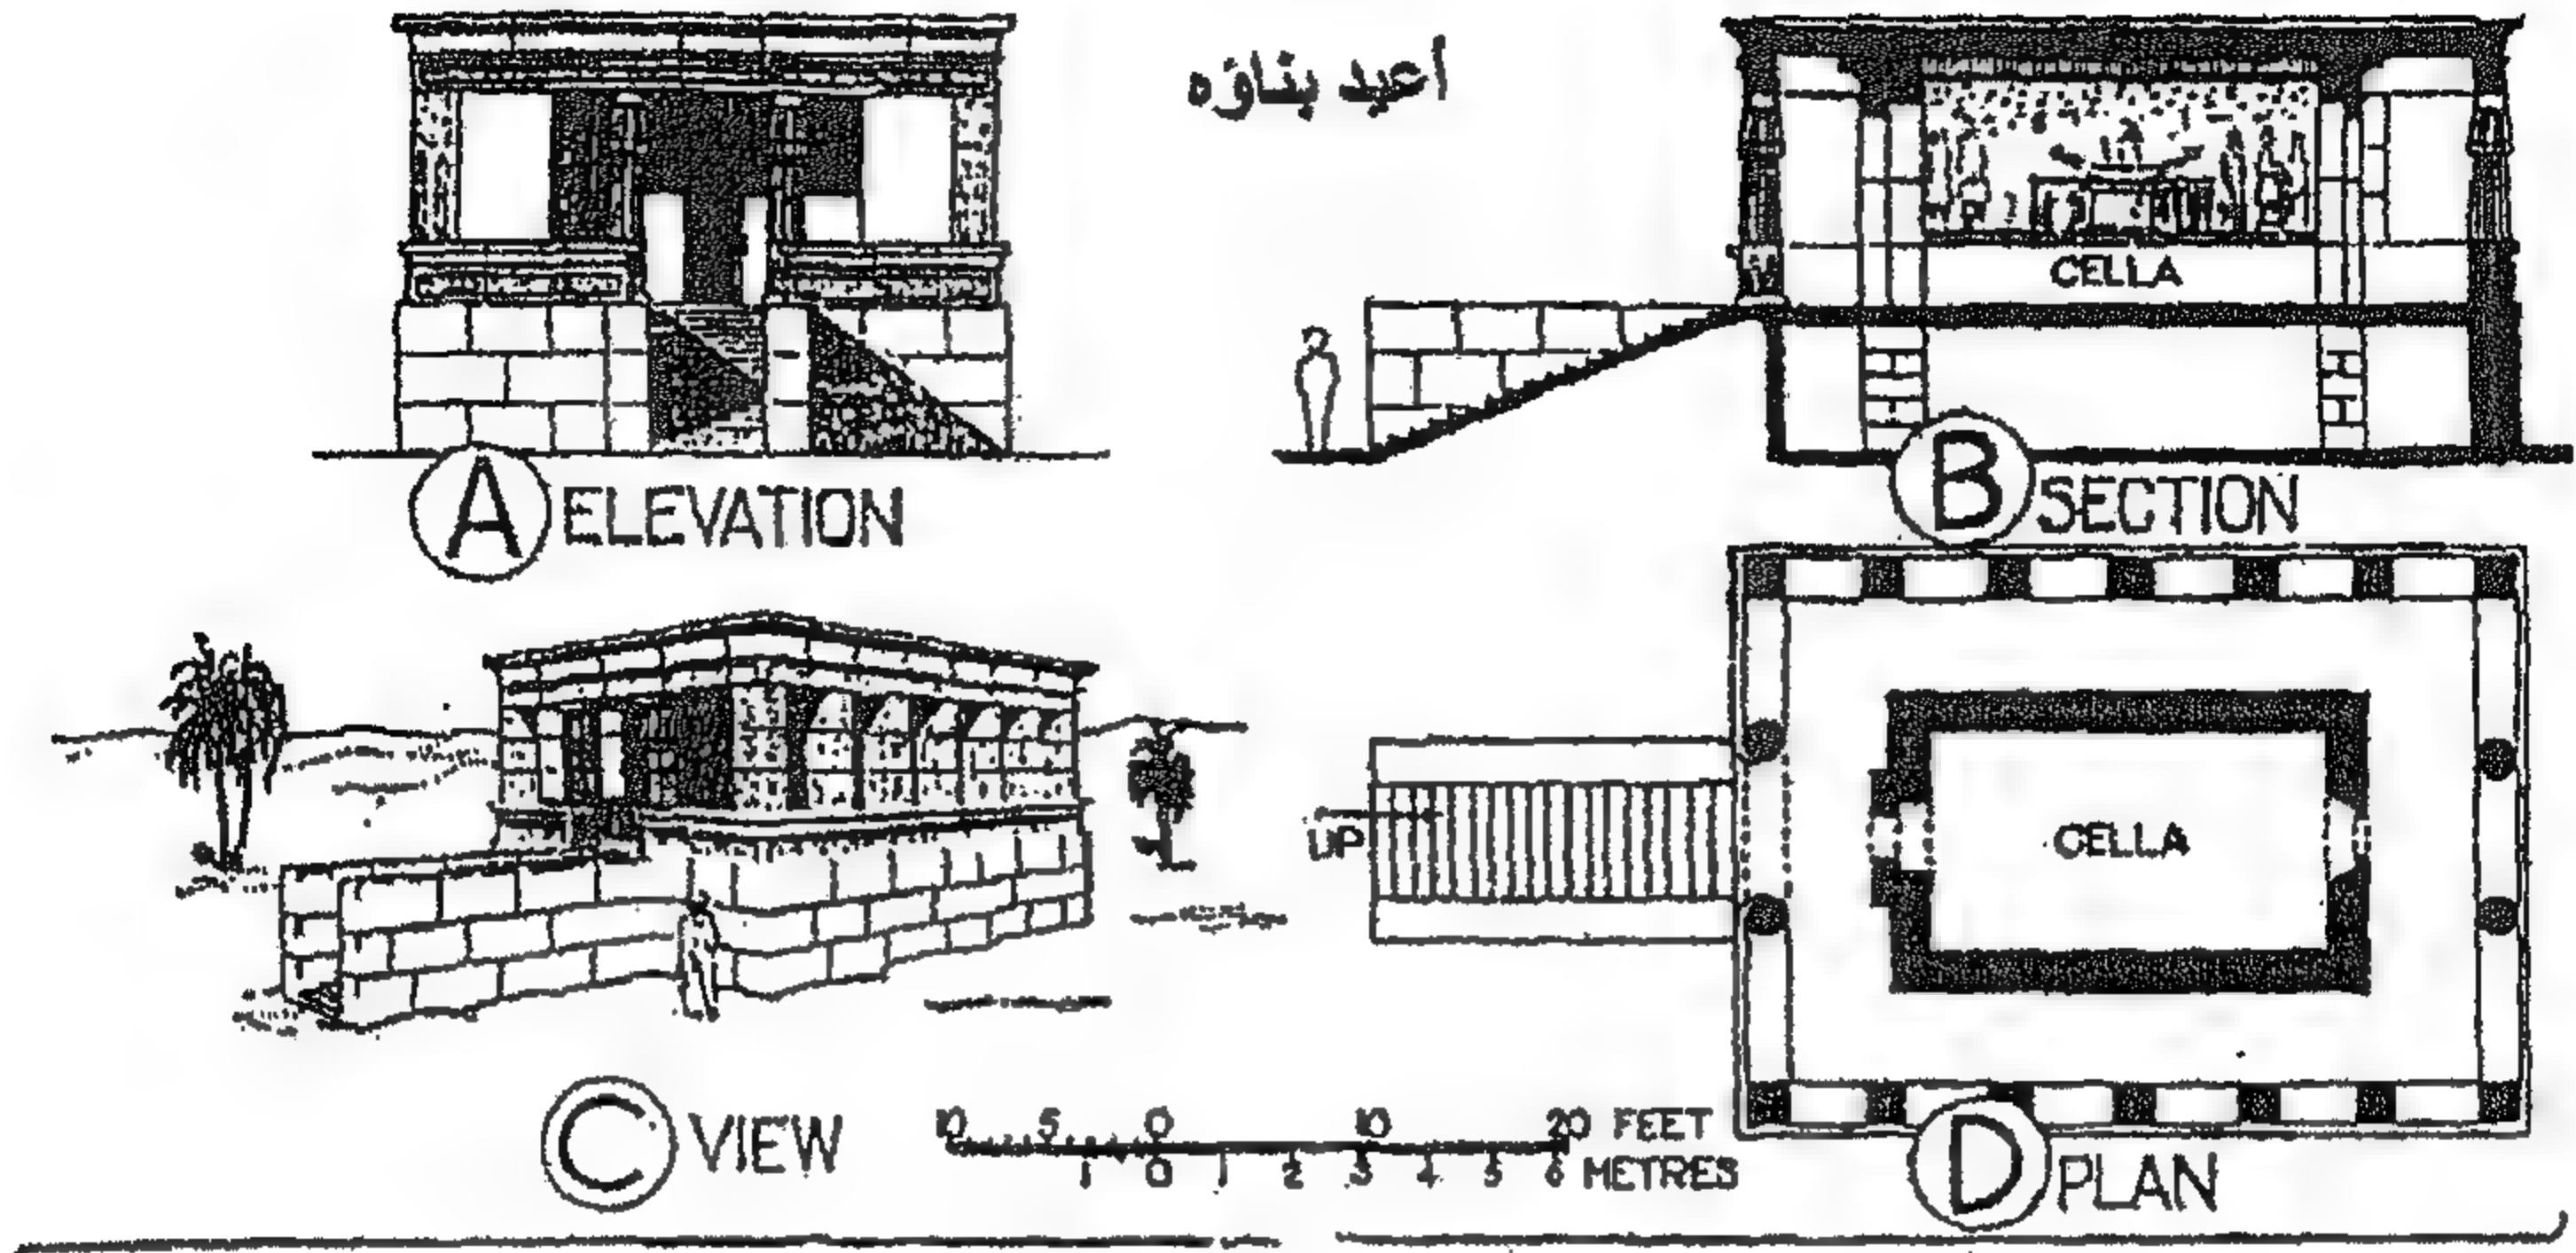 اعيد بناؤه
CELLA
A ELEVATION
B SECTION
UP
CELLA
C VIEW
10 5 0 10 20 FEET
1 0 1 2 3 4 5 6 METRES
D PLAN